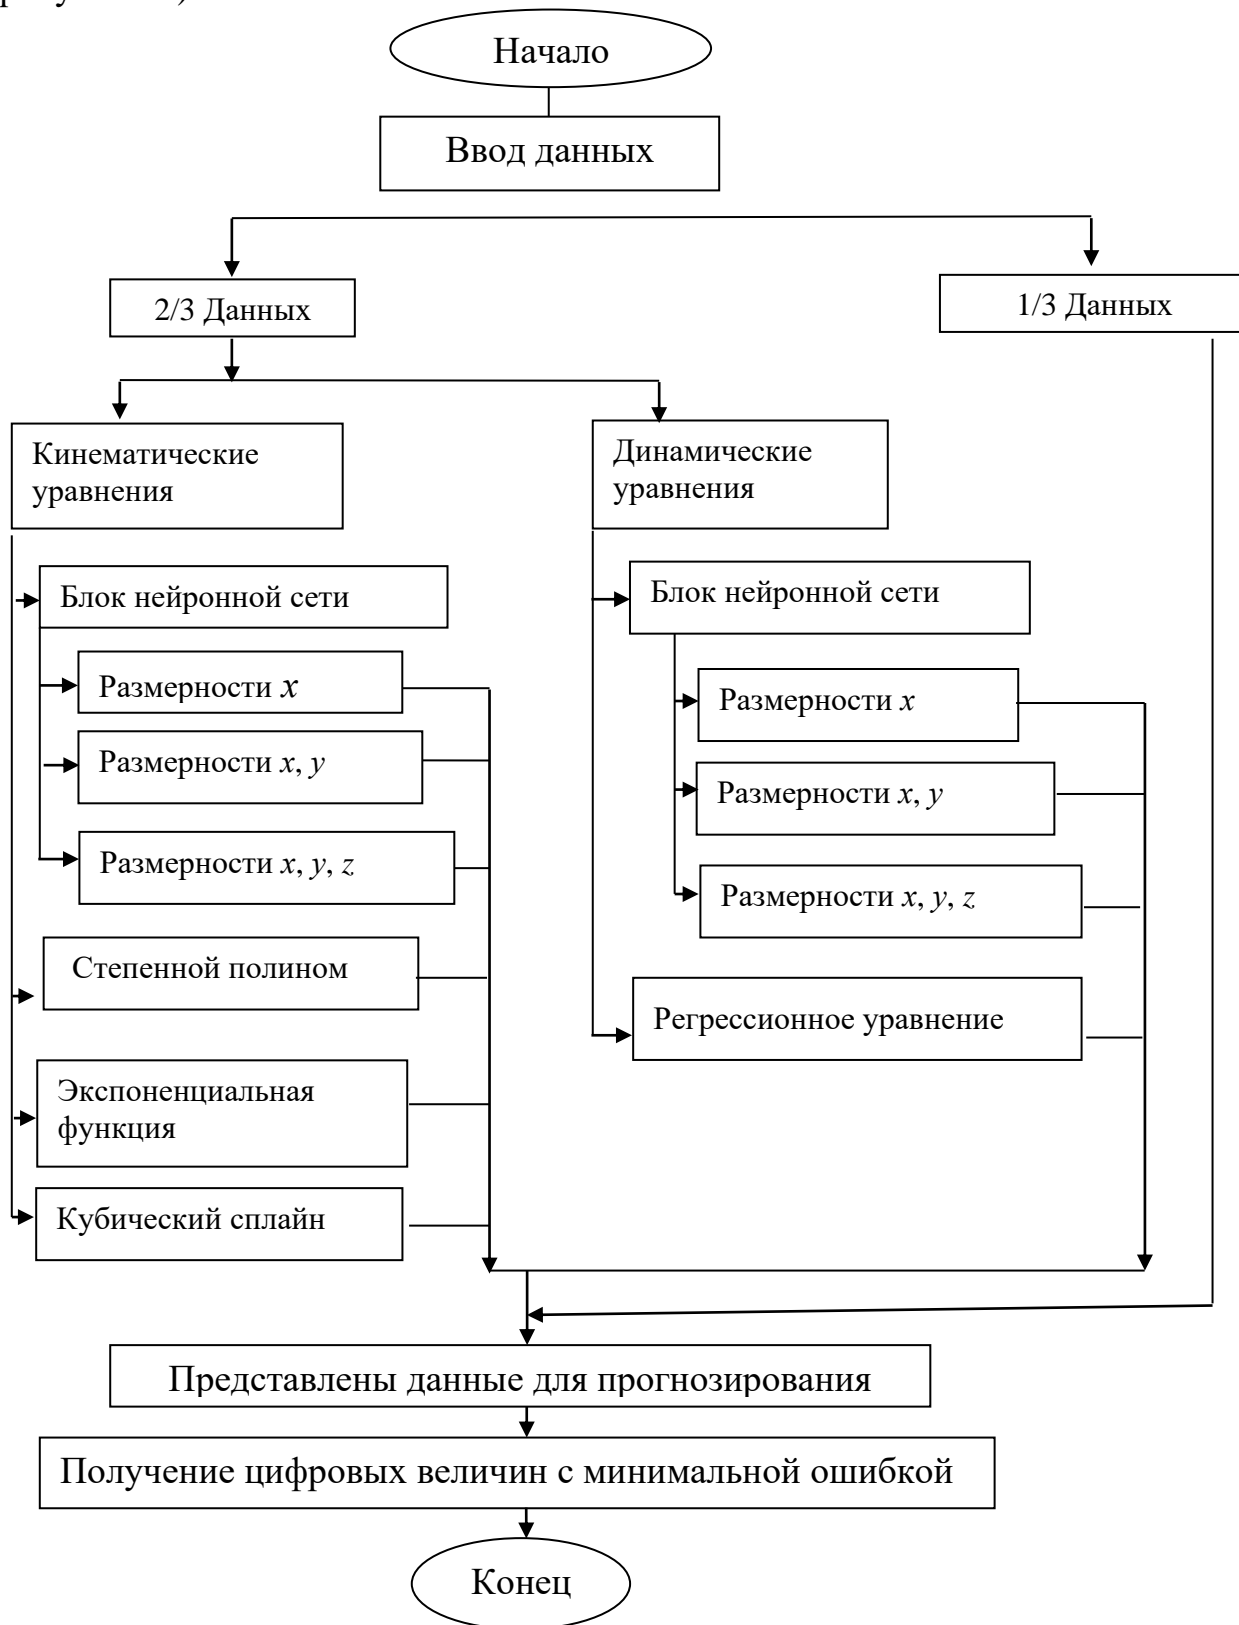 Начало
Ввод данных
2/3 Данных
1/3 Данных
Кинематические
уравнения
Динамические
уравнения
Блок нейронной сети
Размерности x
Размерности x, y
Размерности x, y, z
Степенной полином
Экспоненциальная
функция
Кубический сплайн
Блок нейронной сети
Размерности x
Размерности x, y
Размерности x, y, z
Регрессионное уравнение
Представлены данные для прогнозирования
Получение цифровых величин с минимальной ошибкой
Конец